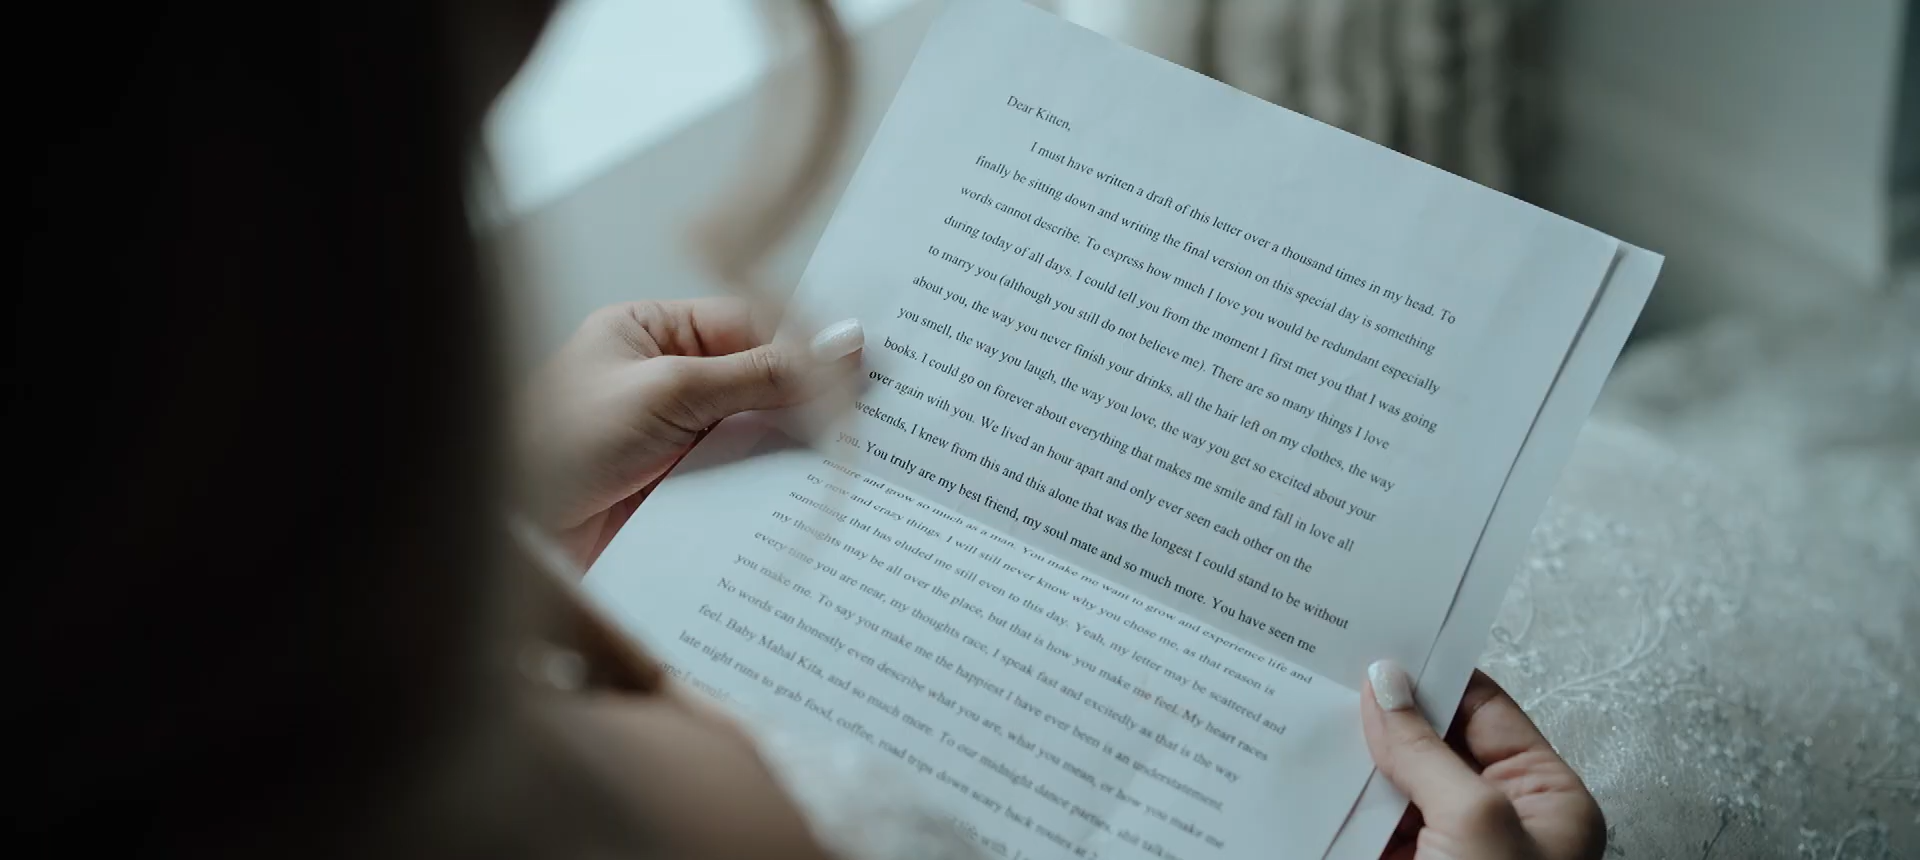 Dear Kitten,
I must have written a draft of this letter over a thousand times in my head. To
finally be sitting down and writing the final version on this special day is something
words cannot describe. To express how much I love you would be redundant especially
during today of all days. I could tell you from the moment I first met you that I was going
to marry you (although you still do not believe me). There are so many things I love
about you, the way you never finish your drinks, all the hair left on my clothes, the way
you smell, the way you laugh, the way you love, the way you get so excited about your
books. I could go on forever about everything that makes me smile and fall in love all
over again with you. We lived an hour apart and only ever seen each other on the
weekends, I knew from this and this alone that was the longest I could stand to be without
you. You truly are my best friend, my soul mate and so much more. You have seen me
mature and grow so much as a man. You make me want to grow and experience life and
try new and crazy things. I will still never know why you chose me, as that reason is
something that has eluded me still even to this day. Yeah, my letter may be scattered and
my thoughts may be all over the place, but that is how you make me feel. My heart races
every time you are near, my thoughts race, I speak fast and excitedly as that is the way
you make me. To say you make me the happiest I have ever been is an understatement.
No words can honestly even describe what you are, what you mean, or how you make me
feel. Baby Mahal Kita, and so much more. To our midnight dance parties, shit
late night runs to grab food, coffee, road trips down scary back routes at
one I would